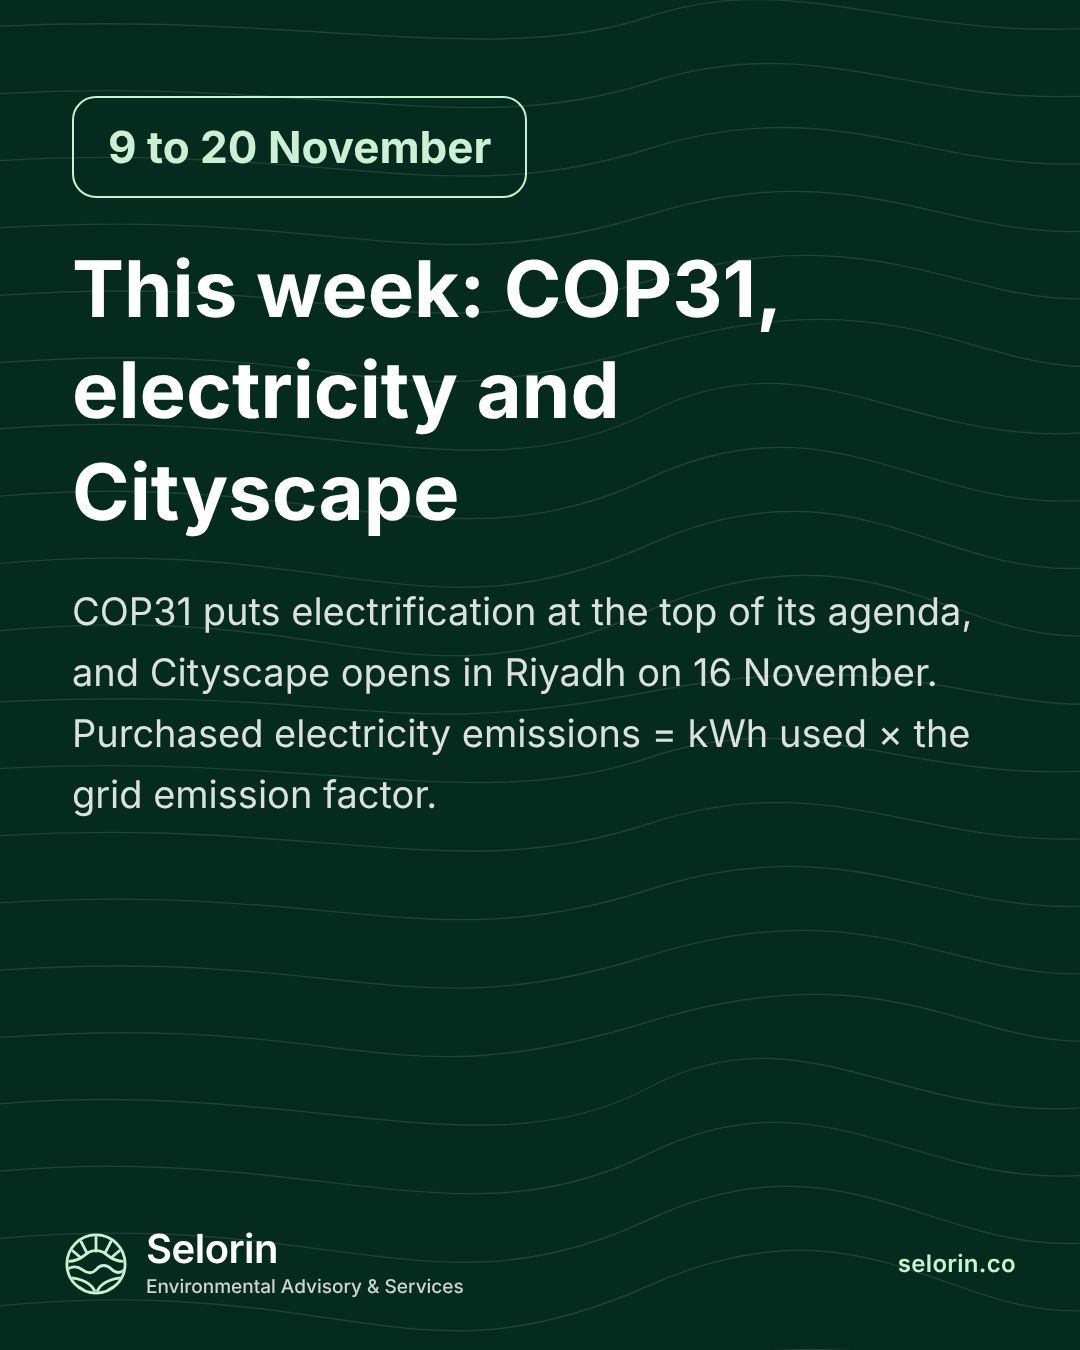 9 to 20 November
This week: COP31,
electricity and
Cityscape
COP31 puts electrification at the top of its agenda,
and Cityscape opens in Riyadh on 16 November.
Purchased electricity emissions = kWh used × the
grid emission factor.
Selorin
Environmental Advisory & Services
selorin.co